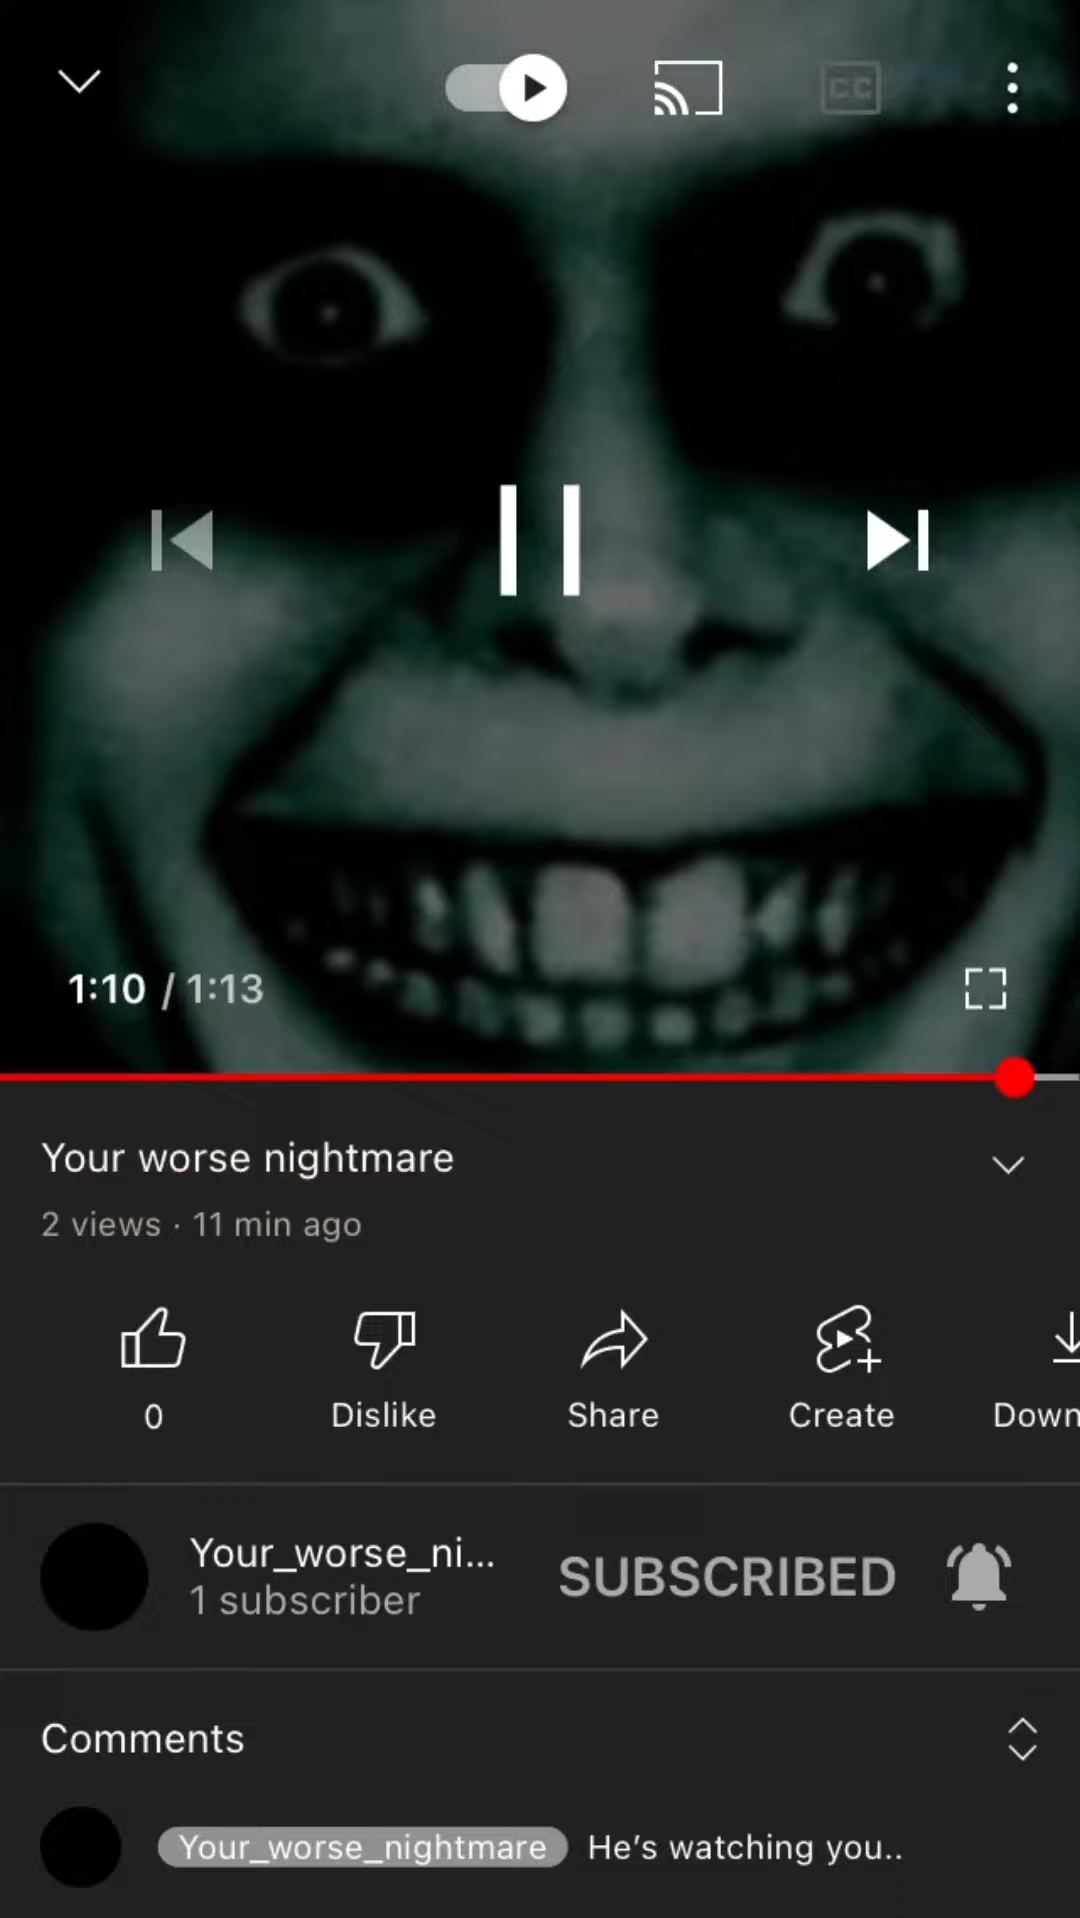 CC
1:10 / 1:13
Your worse nightmare
2 views · 11 min ago
0
Dislike
Share
Create
Down
Your_worse_ni...
1 subscriber
SUBSCRIBED
Comments
Your_worse_nightmare He’s watching you..